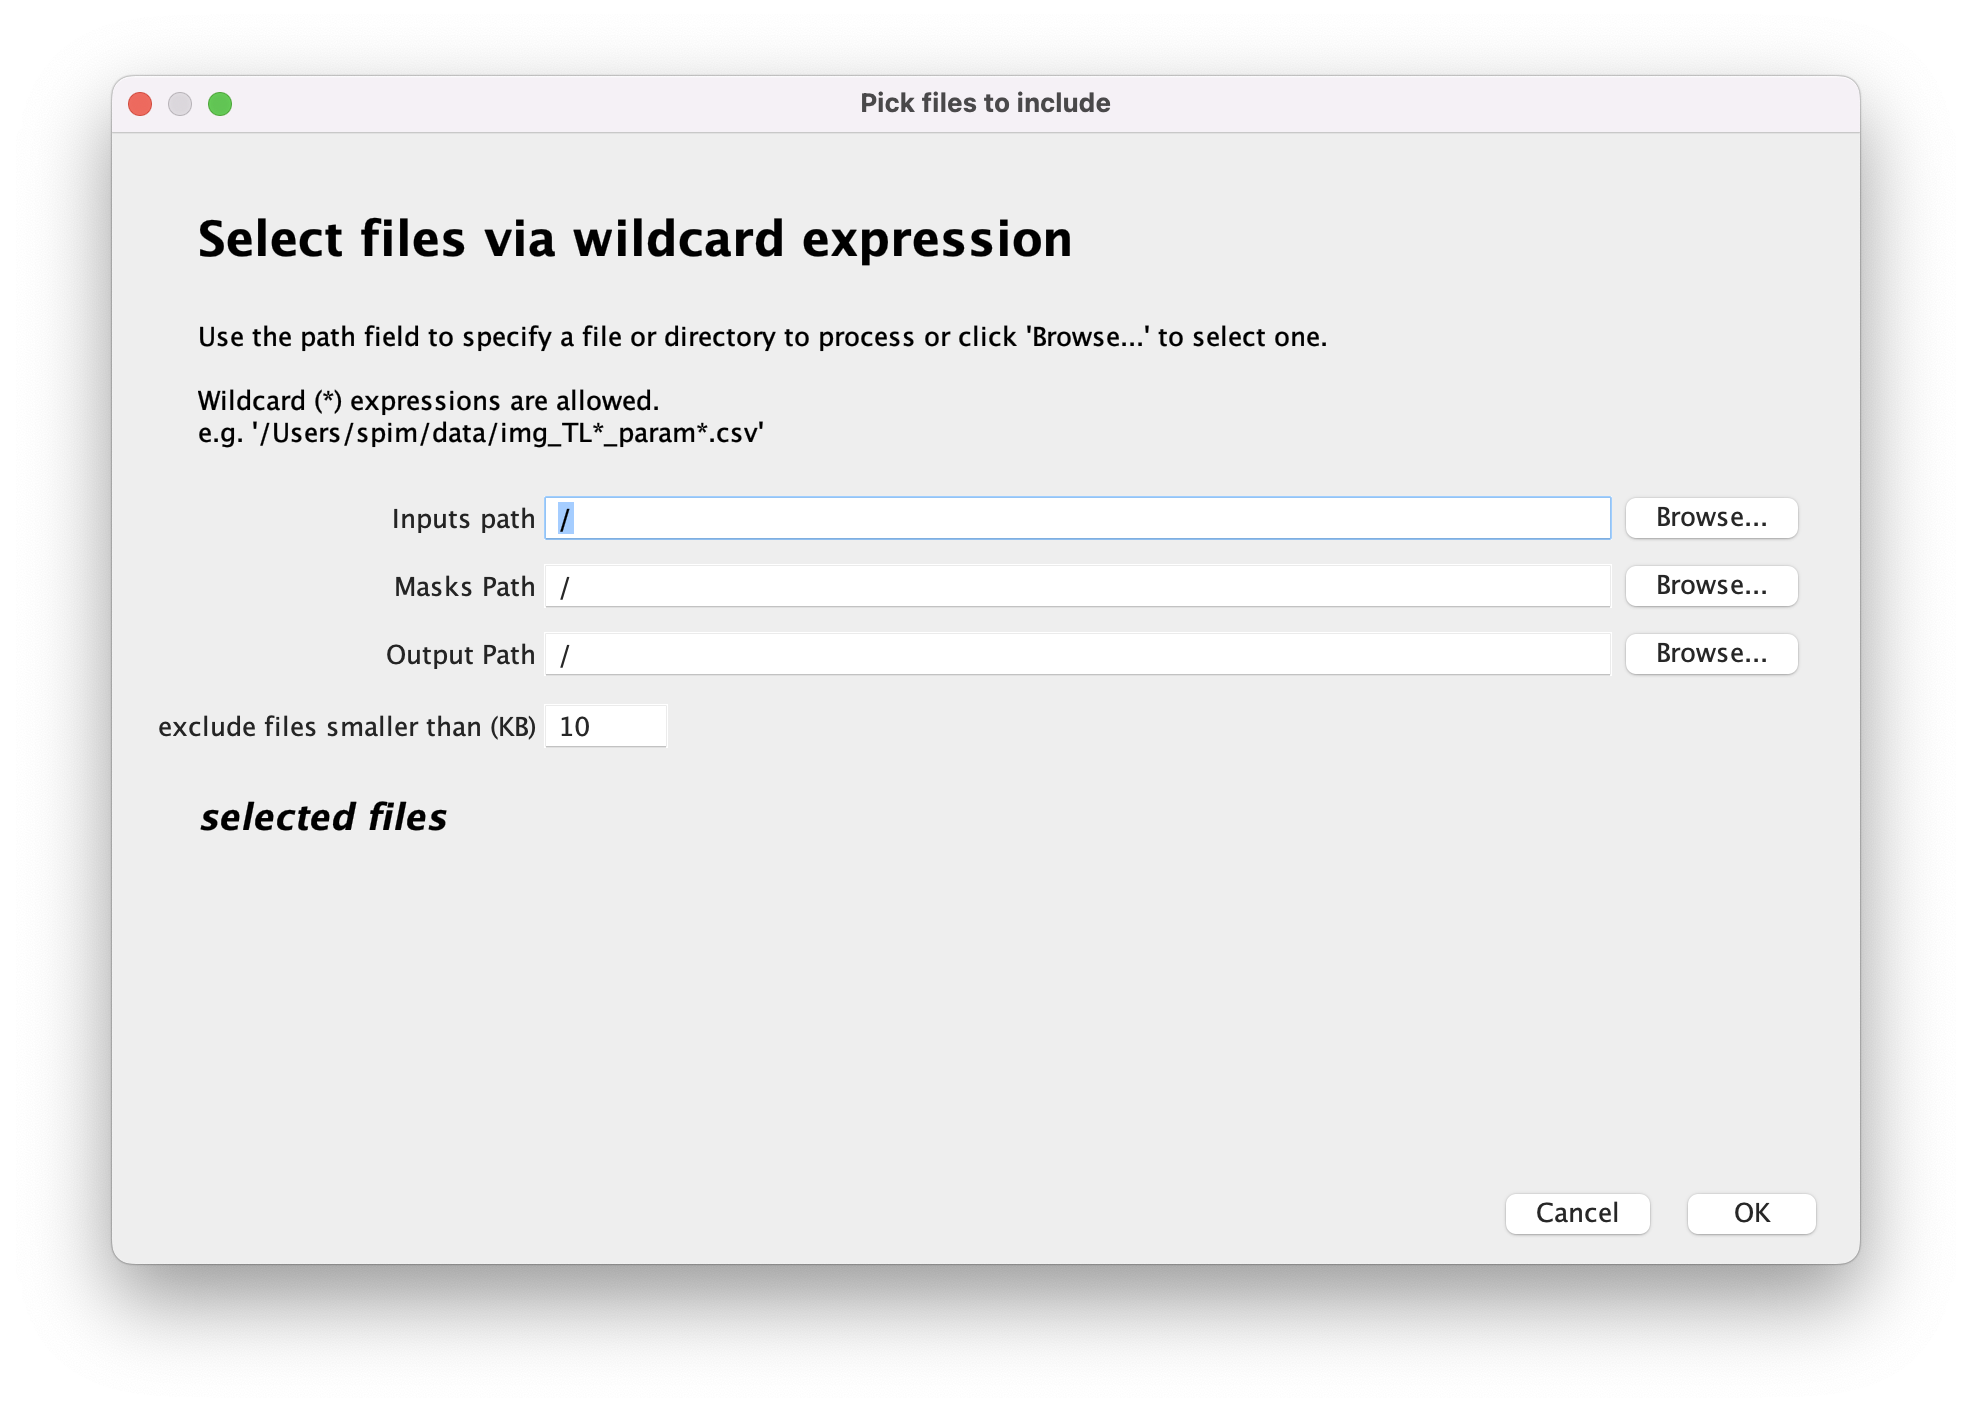 Pick files to include
Select files via wildcard expression
Use the path field to specify a file or directory to process or click 'Browse...' to select one.
Wildcard (*) expressions are allowed.
e.g. '/Users/spim/data/img_TL*_param*.csv'
Inputs path / Browse...
Masks Path / Browse...
Output Path / Browse...
exclude files smaller than (KB) 10
selected files
Cancel OK